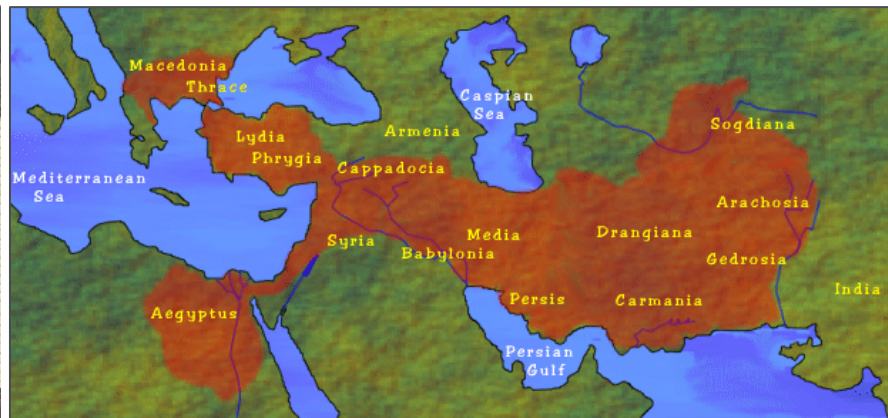 Macedonia
Thrace
Caspian
Sea
Armenia
Sogdiana
Lydia
Phrygia
Cappadocia
Mediterranean
Sea
Arachosia
Syria
Media
Drangiana
Babylonia
Gedrosia
India
Aegyptus
Persis
Carmania
Persian
Gulf